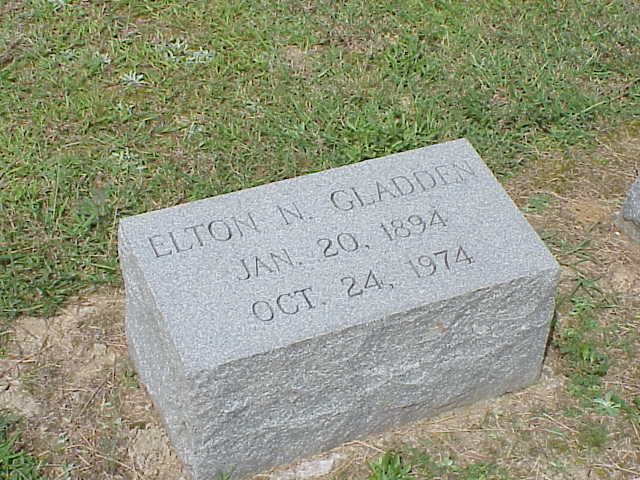 ELTON N. GLADDEN
JAN. 20, 1894
OCT. 24, 1974